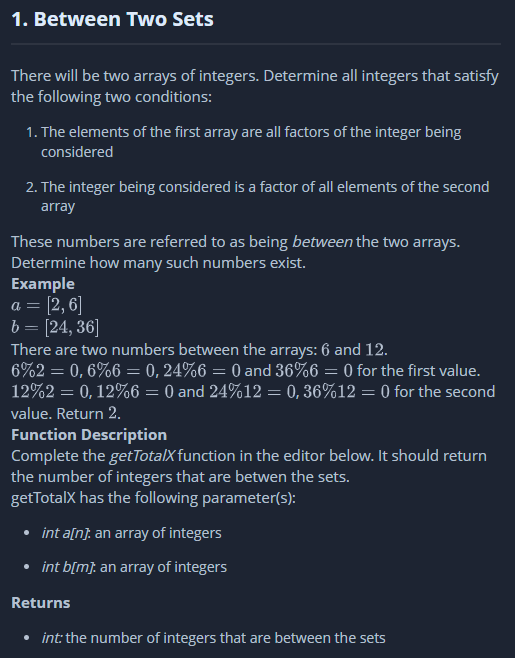 1. Between Two Sets
There will be two arrays of integers. Determine all integers that satisfy
the following two conditions:
1. The elements of the first array are all factors of the integer being
considered
2. The integer being considered is a factor of all elements of the second
array
These numbers are referred to as being between the two arrays.
Determine how many such numbers exist.
Example
a = [2, 6]
b = [24, 36]
There are two numbers between the arrays: 6 and 12.
6%2 = 0, 6%6 = 0, 24%6 = 0 and 36%6 = 0 for the first value.
12%2 = 0, 12%6 = 0 and 24%12 = 0, 36%12 = 0 for the second
value. Return 2.
Function Description
Complete the getTotalX function in the editor below. It should return
the number of integers that are betwen the sets.
getTotalX has the following parameter(s):
• int a[n]: an array of integers
• int b[m]: an array of integers
Returns
• int: the number of integers that are between the sets